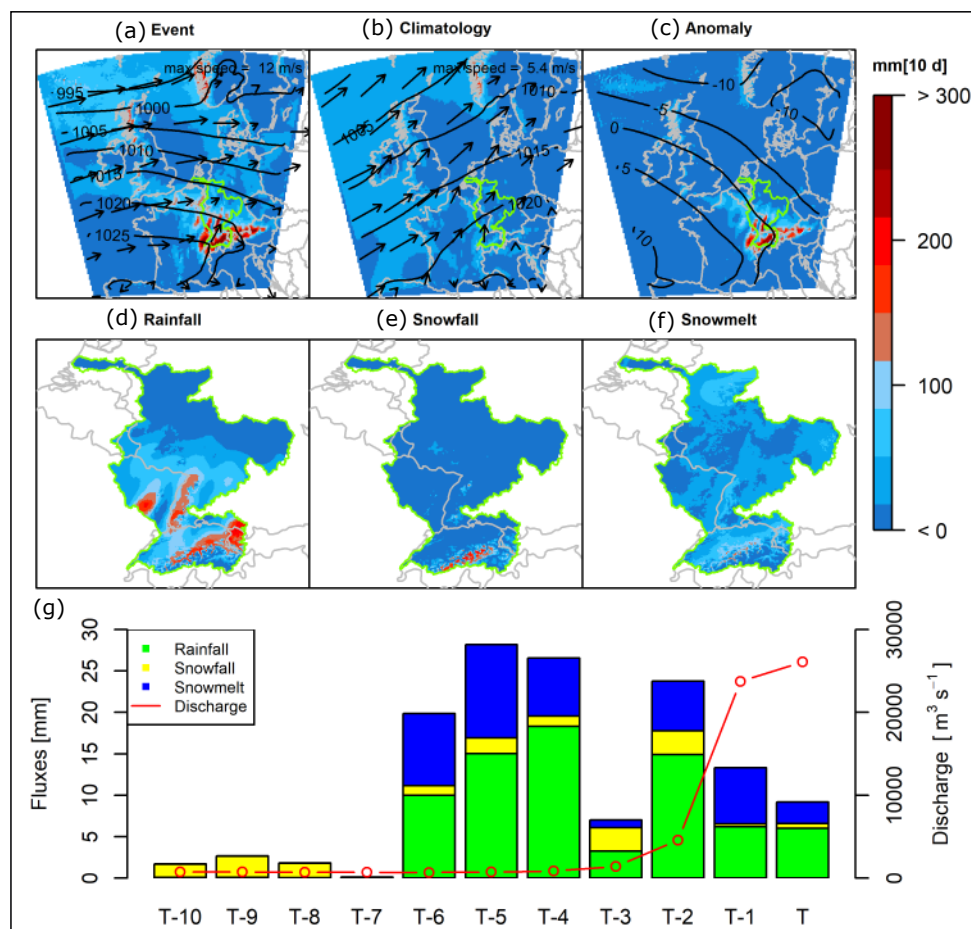 (a) Event
(b) Climatology
(c) Anomaly
mm[10 d]
max speed = 12 m/s
995
1000
1005
1010
1015
1020
1025
max speed = 5.4 m/s
1010
1005
1015
1020
-10
-5
-10
0
5
10
> 300
200
100
< 0
(d) Rainfall
(e) Snowfall
(f) Snowmelt
(g)
Fluxes [mm]
30
25
20
15
10
5
0
Rainfall
Snowfall
Snowmelt
Discharge
30000
20000
10000
0
Discharge [ m³ s⁻¹]
T-10 T-9 T-8 T-7 T-6 T-5 T-4 T-3 T-2 T-1 T